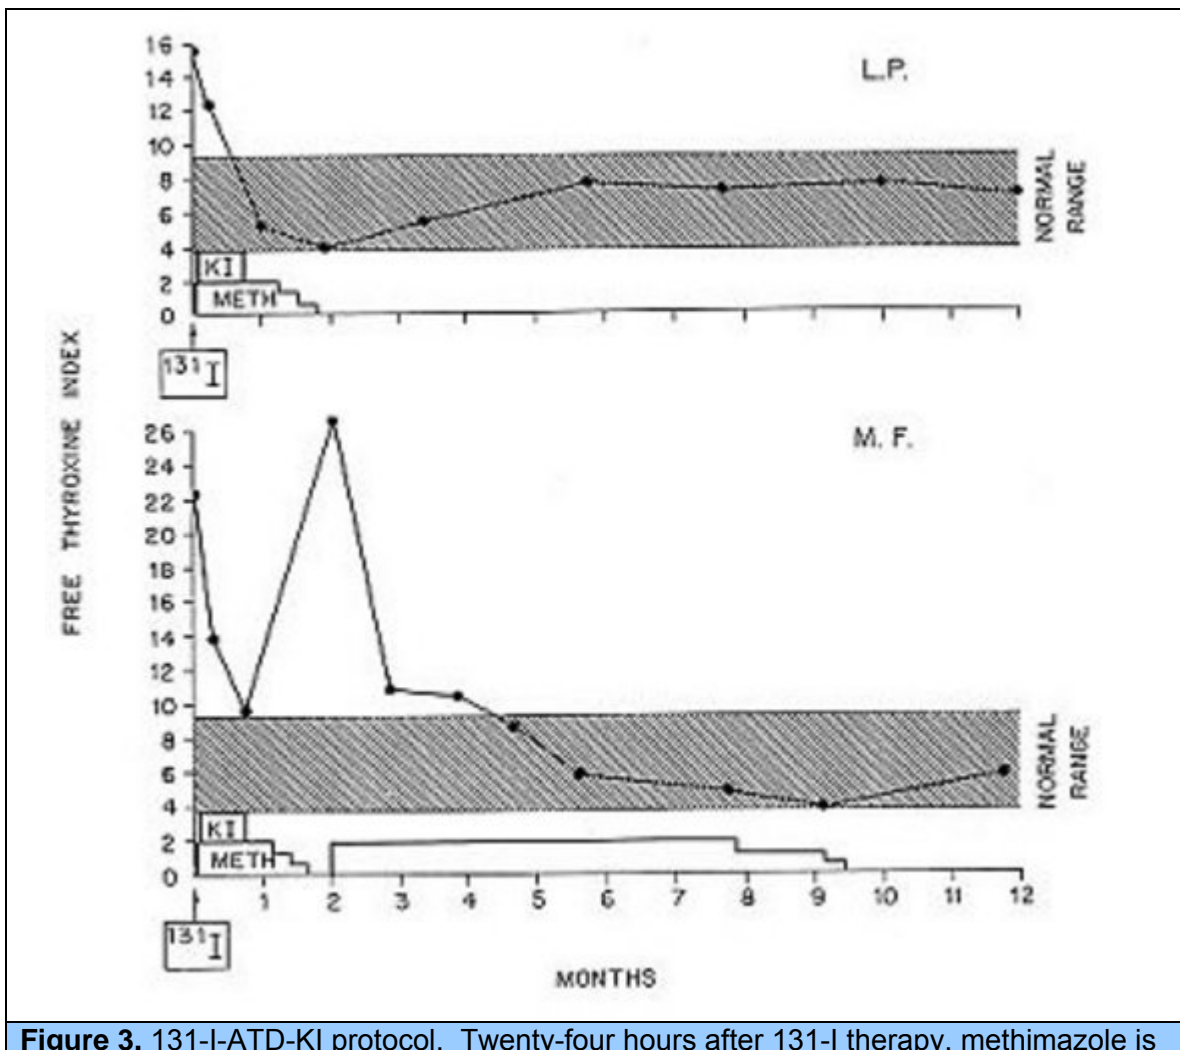 16
14
12
10
8
6
4
2
0
L.P.
NORMAL
RANGE
KI
METH
131I
FREE THYROXINE INDEX
26
24
22
20
18
16
14
12
10
8
6
4
2
0
M. F.
NORMAL
RANGE
KI
METH
1 2 3 4 5 6 7 8 9 10 11 12
131I
MONTHS
Figure 3. 131-I-ATD-KI protocol. Twenty-four hours after 131-I therapy, methimazole is